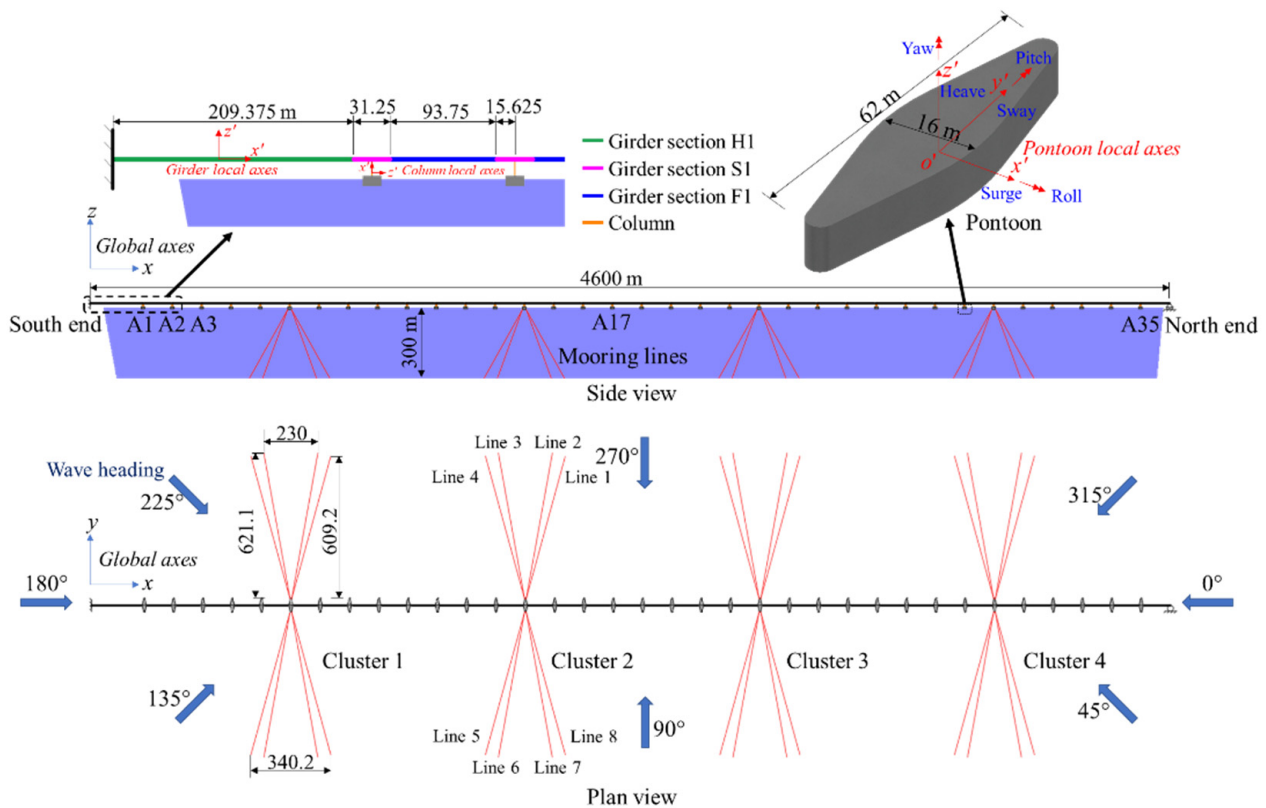 209.375 m
31.25
93.75
15.625
z'
x'
Girder local axes
x'
z'
Column local axes
Girder section H1
Girder section S1
Girder section F1
Column
Yaw
z'
Heave
Pitch
y'
Sway
62 m
16 m
o'
Pontoon local axes
x'
Surge
Roll
Pontoon
z
Global axes
x
4600 m
South end
A1 A2 A3
A17
A35
North end
300 m
Mooring lines
Side view
Wave heading
225°
230
Line 3
Line 2
270°
Line 4
Line 1
315°
621.1
609.2
y
Global axes
x
180°
0°
Cluster 1
Cluster 2
Cluster 3
Cluster 4
135°
90°
45°
Line 5
Line 8
Line 6
Line 7
340.2
Plan view